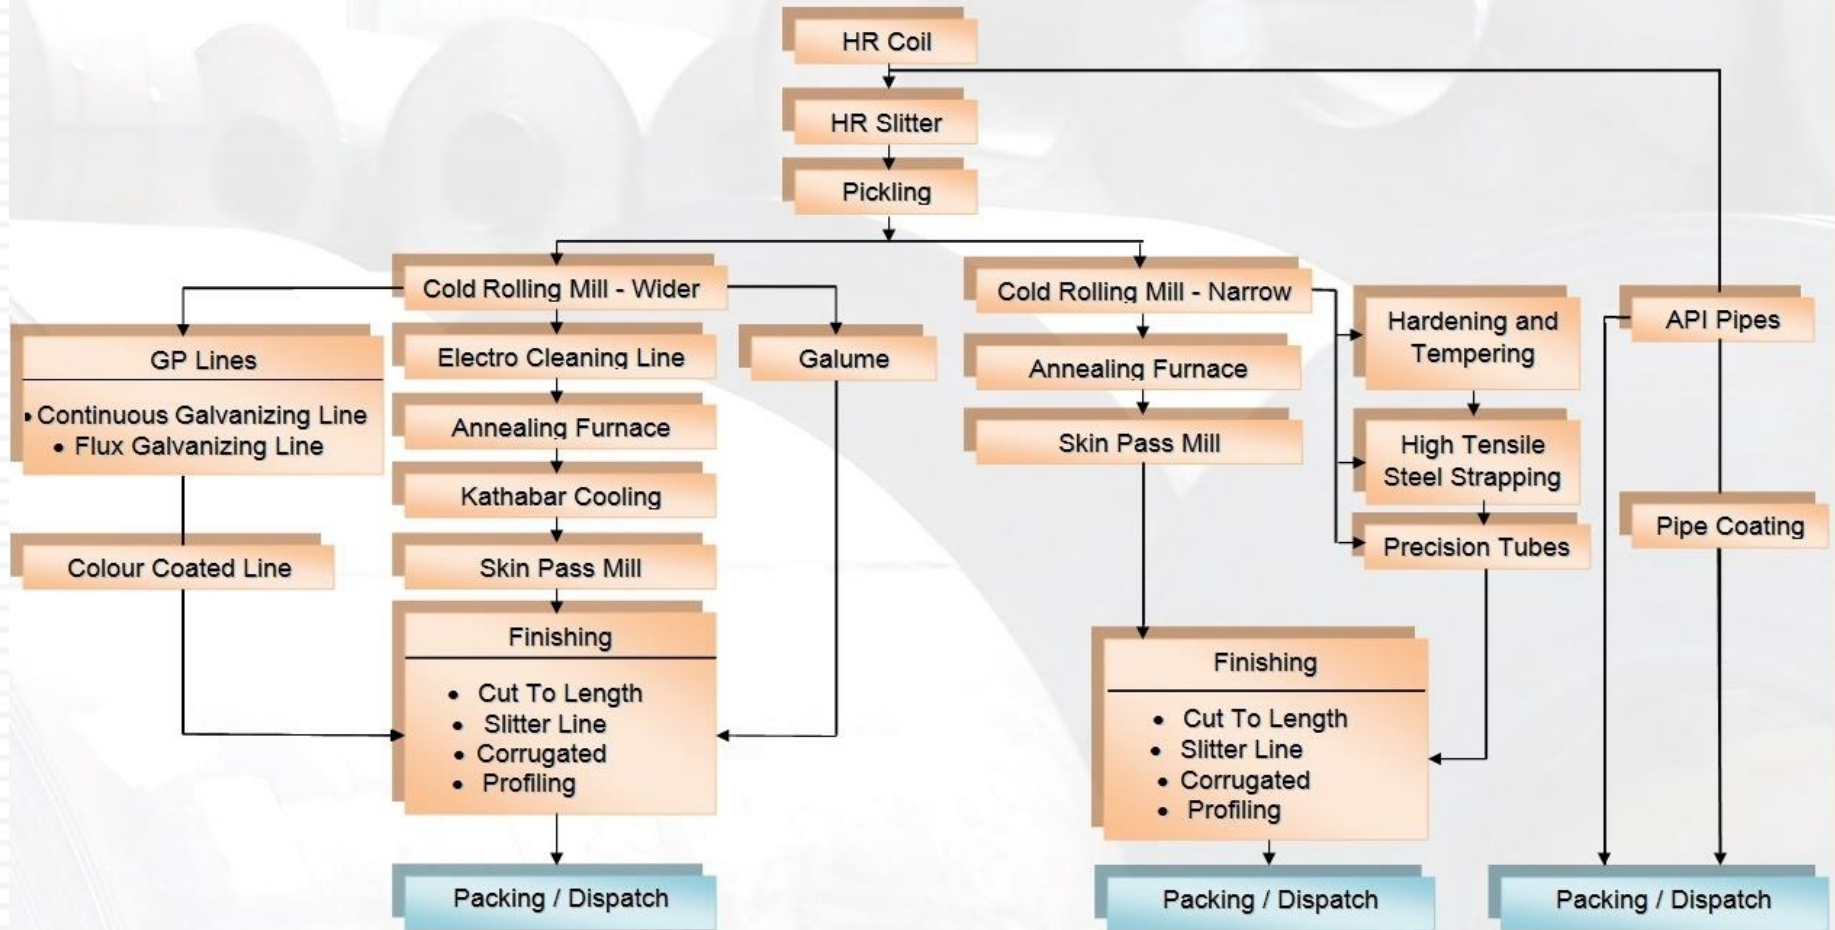 HR Coil
HR Slitter
Pickling
Cold Rolling Mill - Wider
Cold Rolling Mill - Narrow
GP Lines
• Continuous Galvanizing Line
• Flux Galvanizing Line
Colour Coated Line
Electro Cleaning Line
Annealing Furnace
Kathabar Cooling
Skin Pass Mill
Galume
Finishing
• Cut To Length
• Slitter Line
• Corrugated
• Profiling
Packing / Dispatch
Annealing Furnace
Skin Pass Mill
Hardening and
Tempering
High Tensile
Steel Strapping
Precision Tubes
Finishing
• Cut To Length
• Slitter Line
• Corrugated
• Profiling
Packing / Dispatch
API Pipes
Pipe Coating
Packing / Dispatch